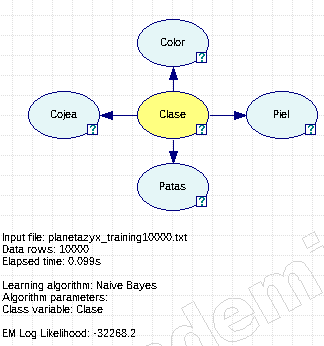 Color
?
Cojea
?
Clase
?
Piel
?
Patas
?
Input file: planetazyx_training10000.txt
Data rows: 10000
Elapsed time: 0.099s
Learning algorithm: Naive Bayes
Algorithm parameters:
Class variable: Clase
EM Log Likelihood: -32268.2